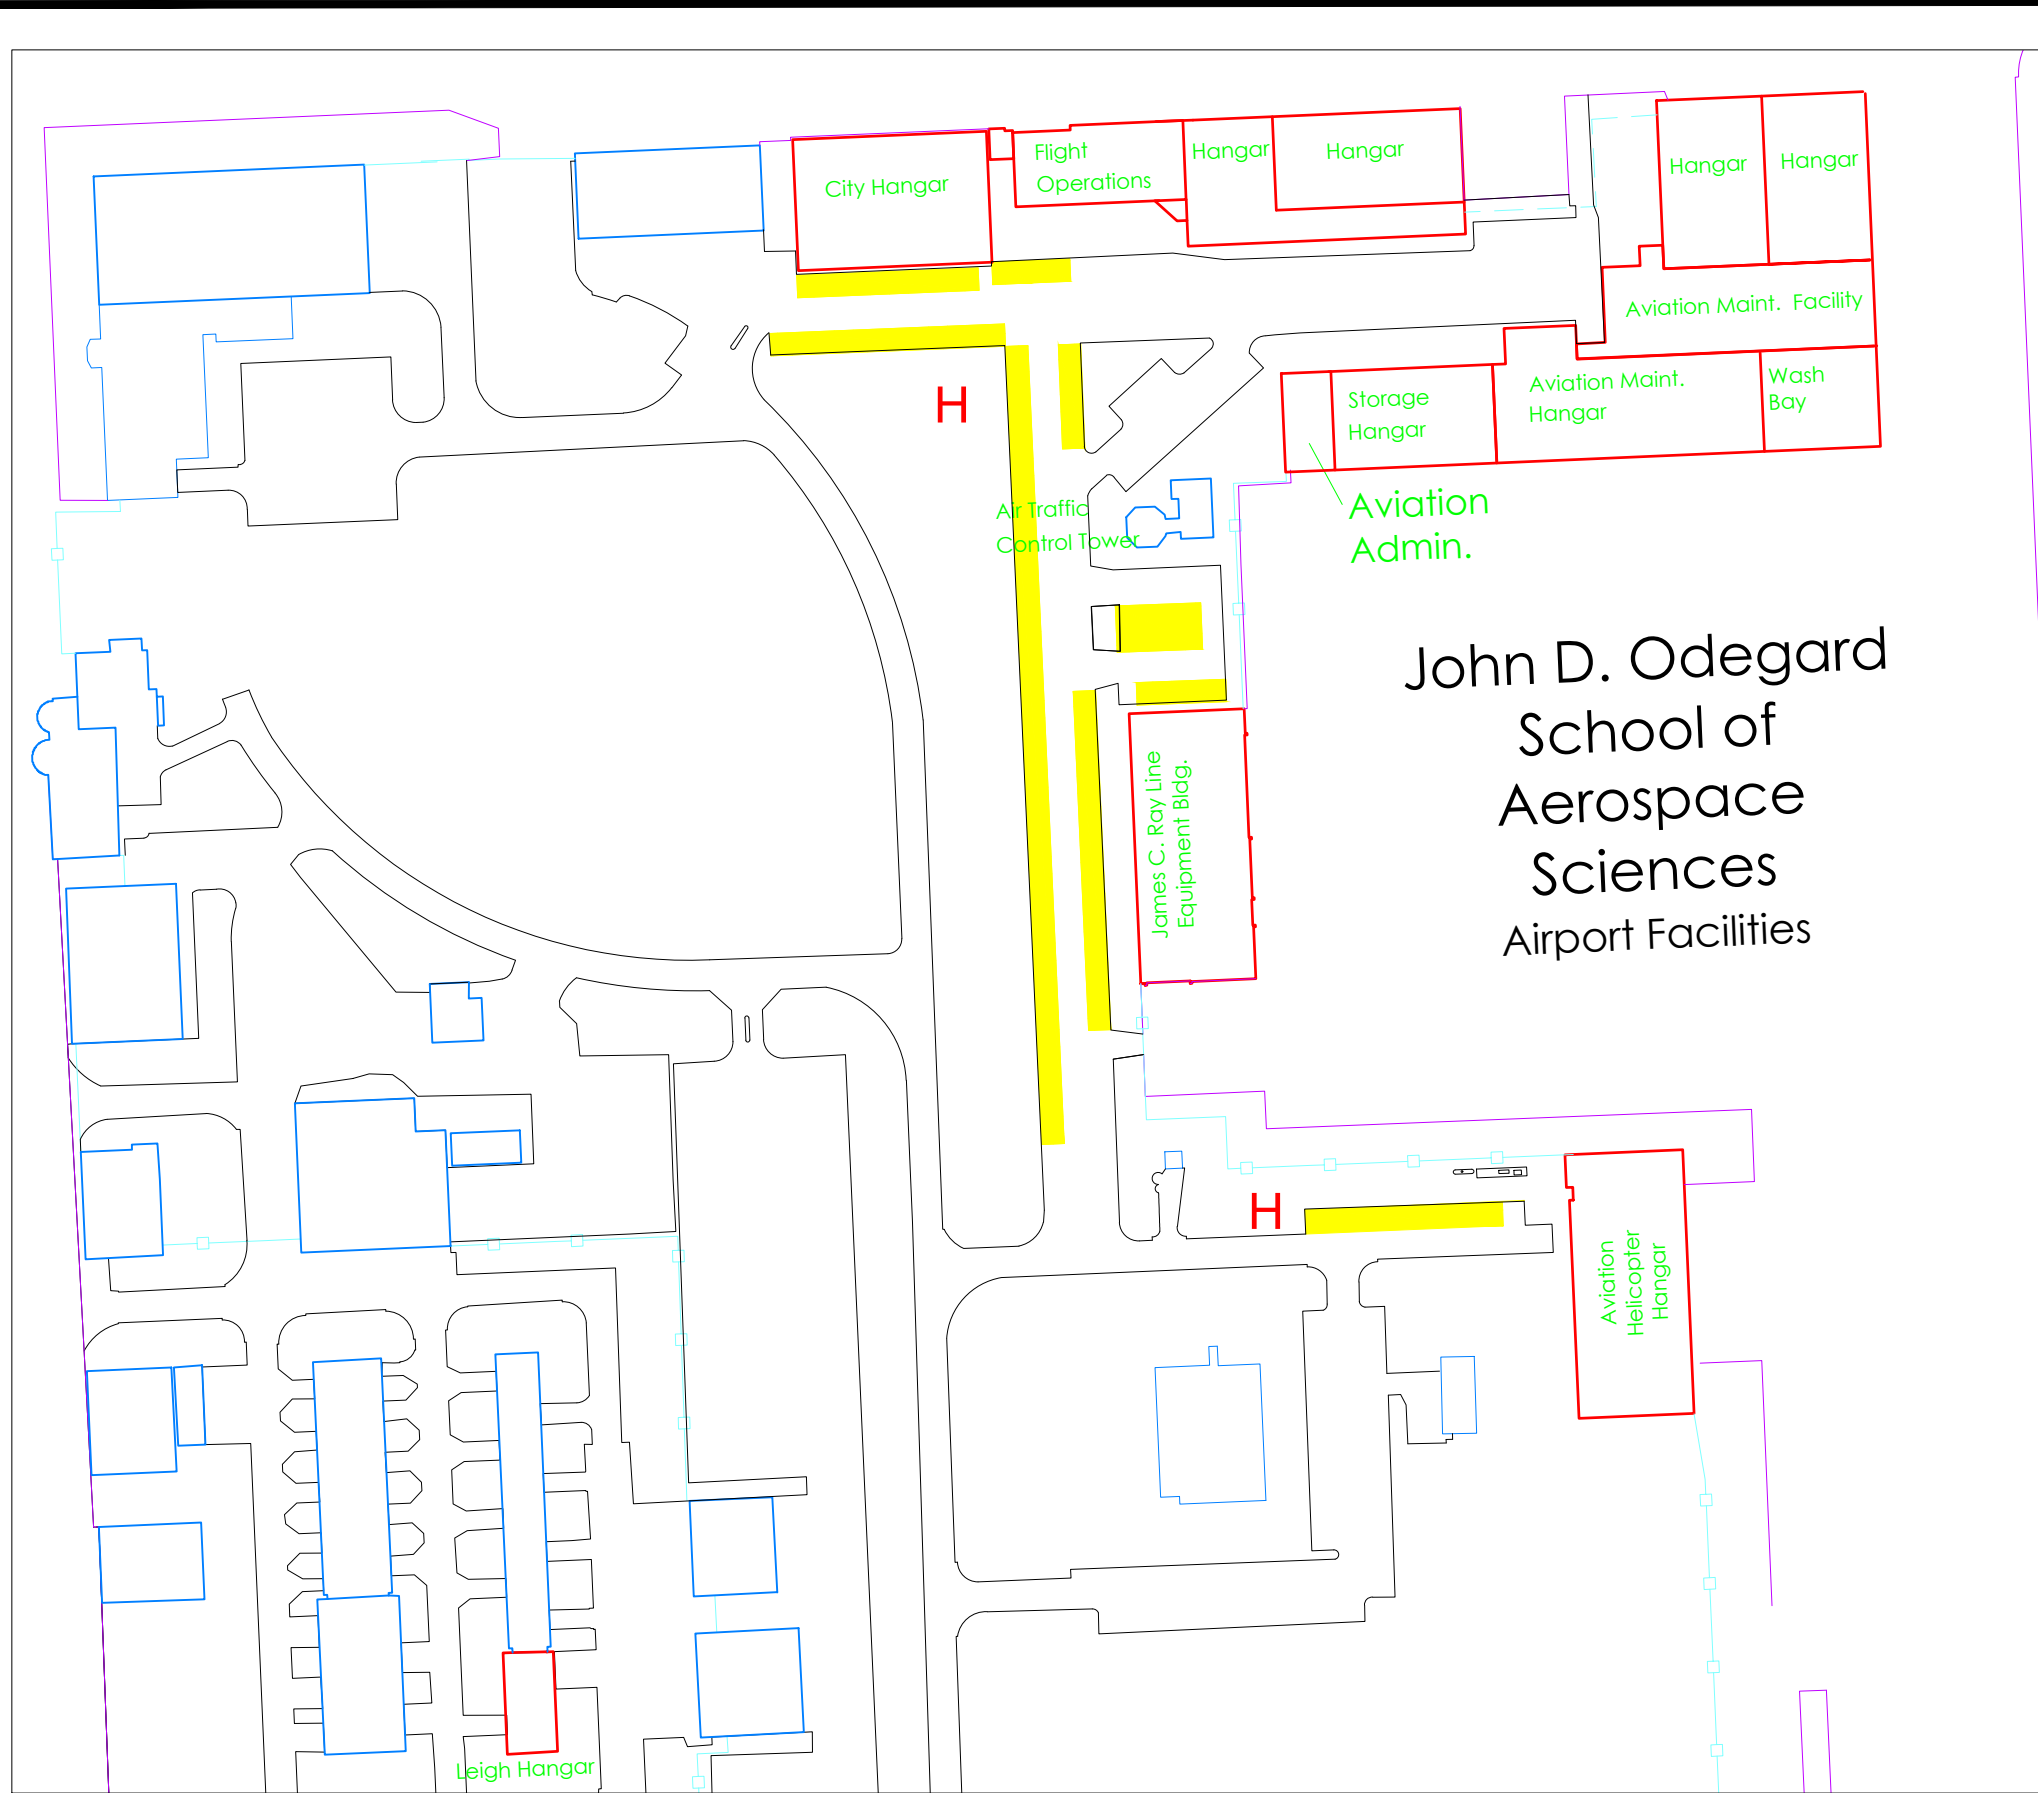 Flight
Operations
Hangar
Hangar
City Hangar
Hangar
Hangar
Aviation Maint. Facility
Aviation Maint.
Hangar
Wash
Bay
Storage
Hangar
H
Air Traffic
Control Tower
Aviation
Admin.
John D. Odegard
School of
Aerospace
Sciences
Airport Facilities
James C. Ray Line
Equipment Bldg.
H
Aviation
Helicopter
Hangar
Leigh Hangar